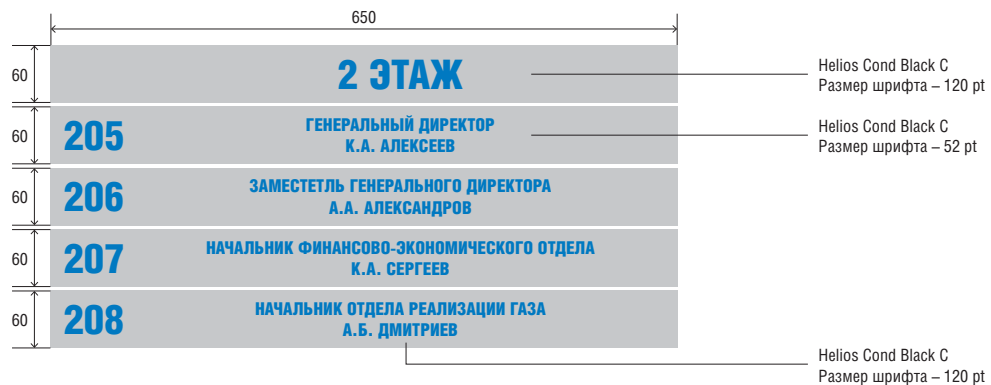 650
60
2 ЭТАЖ
Helios Cond Black C
Размер шрифта – 120 pt
60
205
ГЕНЕРАЛЬНЫЙ ДИРЕКТОР
К.А. АЛЕКСЕЕВ
Helios Cond Black C
Размер шрифта – 52 pt
60
206
ЗАМЕСТЕТЛЬ ГЕНЕРАЛЬНОГО ДИРЕКТОРА
А.А. АЛЕКСАНДРОВ
60
207
НАЧАЛЬНИК ФИНАНСОВО-ЭКОНОМИЧЕСКОГО ОТДЕЛА
К.А. СЕРГЕЕВ
60
208
НАЧАЛЬНИК ОТДЕЛА РЕАЛИЗАЦИИ ГАЗА
А.Б. ДМИТРИЕВ
Helios Cond Black C
Размер шрифта – 120 pt